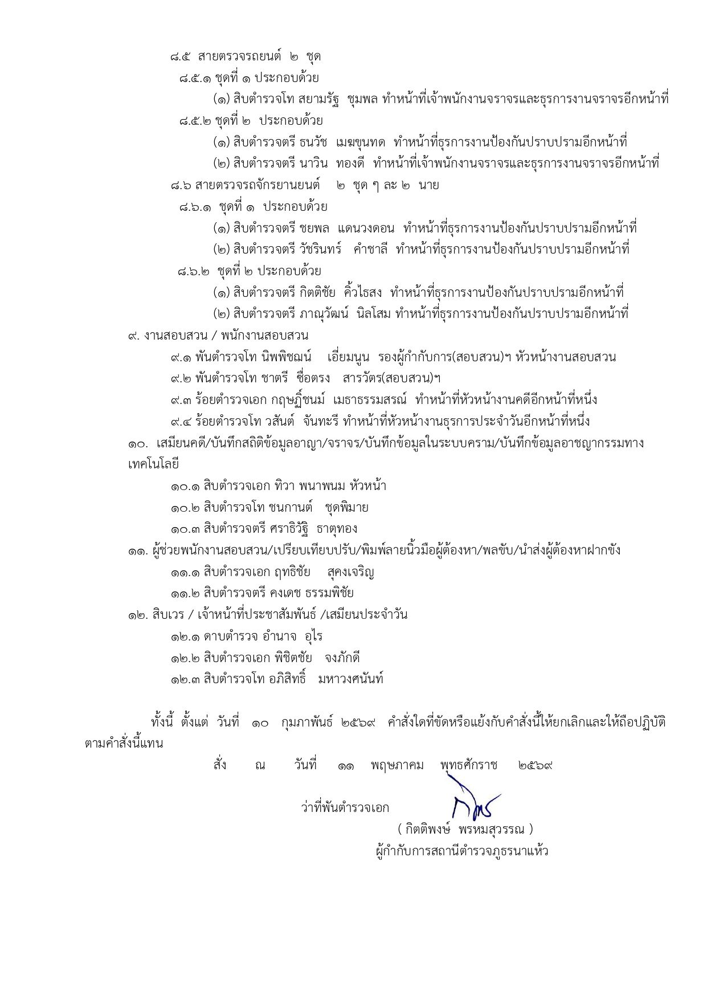 ๘.๕ สายตรวจรถยนต์ ๒ ชุด
๘.๕.๑ ชุดที่ ๑ ประกอบด้วย
(๑) สิบตำรวจโท สยามรัฐ ชุมพล ทำหน้าที่เจ้าพนักงานจราจรและธุรการงานจราจรอีกหน้าที่
๘.๕.๒ ชุดที่ ๒ ประกอบด้วย
(๑) สิบตำรวจตรี ธนวัช เมฆขุนทด ทำหน้าที่ธุรการงานป้องกันปราบปรามอีกหน้าที่
(๒) สิบตำรวจตรี นาวิน ทองดี ทำหน้าที่เจ้าพนักงานจราจรและธุรการงานจราจรอีกหน้าที่
๘.๖ สายตรวจรถจักรยานยนต์ ๒ ชุด ๆ ละ ๒ นาย
๘.๖.๑ ชุดที่ ๑ ประกอบด้วย
(๑) สิบตำรวจตรี ชยพล แดนวงดอน ทำหน้าที่ธุรการงานป้องกันปราบปรามอีกหน้าที่
(๒) สิบตำรวจตรี วัชรินทร์ คำชาลี ทำหน้าที่ธุรการงานป้องกันปราบปรามอีกหน้าที่
๘.๖.๒ ชุดที่ ๒ ประกอบด้วย
(๑) สิบตำรวจตรี กิตติชัย คิ้วไธสง ทำหน้าที่ธุรการงานป้องกันปราบปรามอีกหน้าที่
(๒) สิบตำรวจตรี ภาณุวัฒน์ นิลโสม ทำหน้าที่ธุรการงานป้องกันปราบปรามอีกหน้าที่
๙. งานสอบสวน / พนักงานสอบสวน
๙.๑ พันตำรวจโท นิพพิชฌน์ เอี่ยมนูน รองผู้กำกับการ(สอบสวน)ฯ หัวหน้างานสอบสวน
๙.๒ พันตำรวจโท ชาตรี ซื่อตรง สารวัตร(สอบสวน)ฯ
๙.๓ ร้อยตำรวจเอก กฤษฏิ์ชนม์ เมธาธรรมสรณ์ ทำหน้าที่หัวหน้างานคดีอีกหน้าที่หนึ่ง
๙.๔ ร้อยตำรวจโท วสันต์ จันทะรี ทำหน้าที่หัวหน้างานธุรการประจำวันอีกหน้าที่หนึ่ง
๑๐. เสมียนคดี/บันทึกสถิติข้อมูลอาญา/จราจร/บันทึกข้อมูลในระบบคราม/บันทึกข้อมูลอาชญากรรมทาง
เทคโนโลยี
๑๐.๑ สิบตำรวจเอก ทิวา พนาพนม หัวหน้า
๑๐.๒ สิบตำรวจโท ชนกานต์ ชุดพิมาย
๑๐.๓ สิบตำรวจตรี ศราธิวัฐิ ธาตุทอง
๑๑. ผู้ช่วยพนักงานสอบสวน/เปรียบเทียบปรับ/พิมพ์ลายนิ้วมือผู้ต้องหา/พลขับ/นำส่งผู้ต้องหาฝากขัง
๑๑.๑ สิบตำรวจเอก ฤทธิชัย สุคงเจริญ
๑๑.๒ สิบตำรวจตรี คงเดช ธรรมพิชัย
๑๒. สิบเวร / เจ้าหน้าที่ประชาสัมพันธ์ /เสมียนประจำวัน
๑๒.๑ ดาบตำรวจ อำนาจ อุไร
๑๒.๒ สิบตำรวจเอก พิชิตชัย จงภักดี
๑๒.๓ สิบตำรวจโท อภิสิทธิ์ มหาวงศนันท์
ทั้งนี้ ตั้งแต่ วันที่ ๑๐ กุมภาพันธ์ ๒๕๖๙ คำสั่งใดที่ขัดหรือแย้งกับคำสั่งนี้ให้ยกเลิกและให้ถือปฏิบัติ
ตามคำสั่งนี้แทน
สั่ง ณ วันที่ ๑๑ พฤษภาคม พุทธศักราช ๒๕๖๙
ว่าที่พันตำรวจเอก
( กิตติพงษ์ พรหมสุวรรณ )
ผู้กำกับการสถานีตำรวจภูธรนาแห้ว